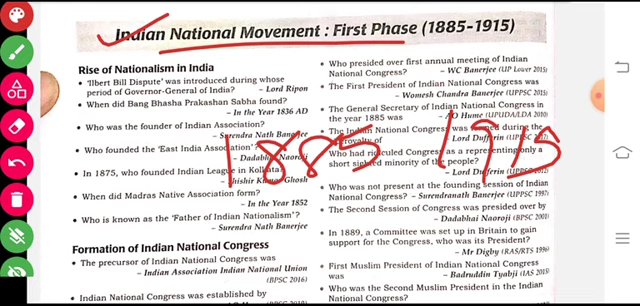 Indian National Movement : First Phase (1885-1915)
Rise of Nationalism in India
• 'Ilbert Bill Dispute' was introduced during whose
period of Governor-General of India? – Lord Ripon
• When did Bang Bhasha Prakashan Sabha found?
– In the Year 1836 AD
• Who was the founder of Indian Association?
– Surendra Nath Banerjee
• Who founded the 'East India Association'?
– Dadabhai Naoroji
• In 1875, who founded Indian League in Kolkata?
– Shishir Kumar Ghosh
• When did Madras Native Association form?
– In the Year 1852
• Who is known as the 'Father of Indian Nationalism'?
– Surendra Nath Banerjee
Formation of Indian National Congress
• The precursor of Indian National Congress was
– Indian Association Indian National Union
(BPSC 2016)
• Indian National Congress was established by
• Who presided over first annual meeting of Indian
National Congress? – WC Banerjee (UP Lower 2015)
• The First President of Indian National Congress was
– Womesh Chandra Banerjee (UPPSC 2015)
• The General Secretary of Indian National Congress in
the year 1885 was – AO Hume (UPUDA/LDA 2010)
• The Indian National Congress was formed during the
viceroyalty of – Lord Dufferin (UPPSC
• Who had ridiculed Congress as a representing only a
short sighted minority of the people?
– Lord Dufferin (UPPSC 2012)
• Who was not present at the founding session of Indian
National Congress? – Surendranath Banerjee (UPPSC 1997)
• The Second Session of Congress was presided over by
– Dadabhai Naoroji (BPSC 2001)
• In 1889, a Committee was set up in Britain to gain
support for the Congress, who was its President?
– Mr Digby (RAS/RTS 1996)
• First Muslim President of Indian National Congress
was – Badruddin Tyabji (IAS 2015)
• Who was the Second Muslim President in the Indian
National Congress?
1885 1915